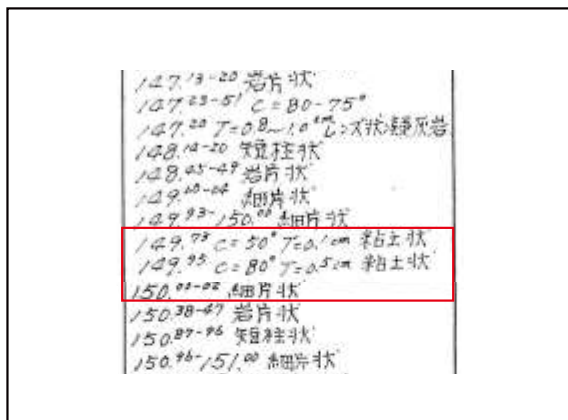 147.13-20 岩片状
147.23-51 C=80-75°
147.20 T=0.8~1.0cm レンズ状凝灰岩
148.14-20 短柱状
148.45-49 岩片状
149.00-04 細片状
149.93-150.00 細片状
149.73 C=50° T=0.1cm 粘土状
149.95 C=80° T=0.5cm 粘土状
150.00-02 細片状
150.38-47 岩片状
150.87-96 短柱状
150.96-151.00 細片状